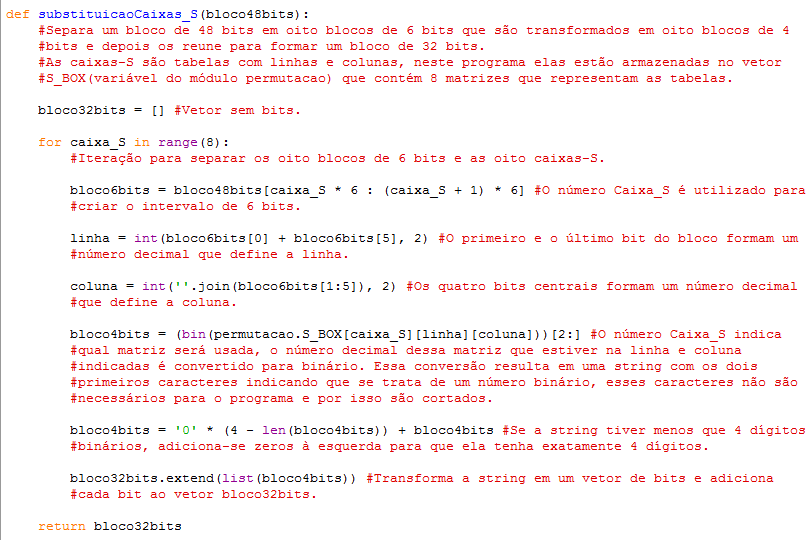 def substituicaoCaixas_S(bloco48bits):
    #Separa um bloco de 48 bits em oito blocos de 6 bits que são transformados em oito blocos de 4
    #bits e depois os reune para formar um bloco de 32 bits.
    #As caixas-S são tabelas com linhas e colunas, neste programa elas estão armazenadas no vetor
    #S_BOX(variável do módulo permutacao) que contém 8 matrizes que representam as tabelas.
    bloco32bits = [] #Vetor sem bits.
    for caixa_S in range(8):
        #Iteração para separar os oito blocos de 6 bits e as oito caixas-S.
        bloco6bits = bloco48bits[caixa_S * 6 : (caixa_S + 1) * 6] #O número Caixa_S é utilizado para
        #criar o intervalo de 6 bits.
        linha = int(bloco6bits[0] + bloco6bits[5], 2) #O primeiro e o último bit do bloco formam um
        #número decimal que define a linha.
        coluna = int(''.join(bloco6bits[1:5]), 2) #Os quatro bits centrais formam um número decimal
        #que define a coluna.
        bloco4bits = (bin(permutacao.S_BOX[caixa_S][linha][coluna]))[2:] #O número Caixa_S indica
        #qual matriz será usada, o número decimal dessa matriz que estiver na linha e coluna
        #indicadas é convertido para binário. Essa conversão resulta em uma string com os dois
        #primeiros caracteres indicando que se trata de um número binário, esses caracteres não são
        #necessários para o programa e por isso são cortados.
        bloco4bits = '0' * (4 - len(bloco4bits)) + bloco4bits #Se a string tiver menos que 4 dígitos
        #binários, adiciona-se zeros à esquerda para que ela tenha exatamente 4 dígitos.
        bloco32bits.extend(list(bloco4bits)) #Transforma a string em um vetor de bits e adiciona
        #cada bit ao vetor bloco32bits.
    return bloco32bits